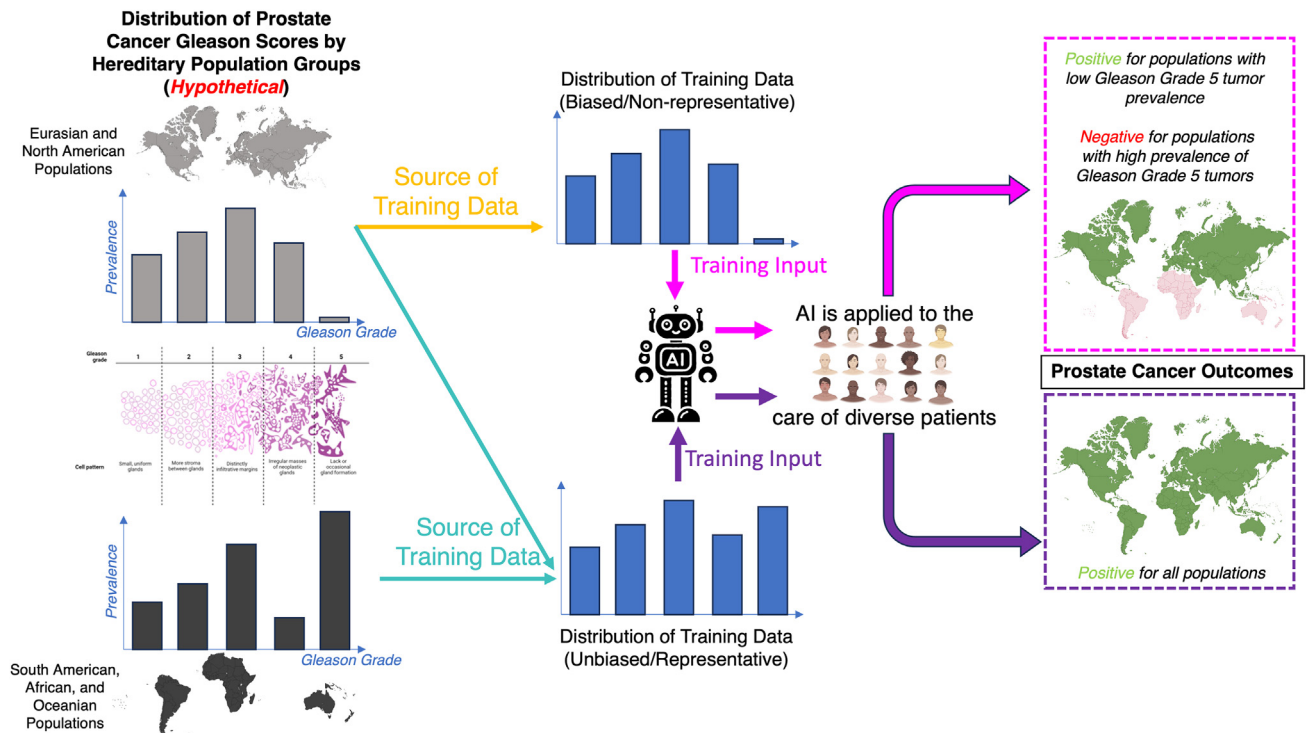 Distribution of Prostate
Cancer Gleason Scores by
Hereditary Population Groups
(Hypothetical)
Eurasian and
North American
Populations
Prevalence
Gleason Grade
Gleason
grade
1
2
3
4
5
Cell pattern
Small, uniform
glands
More stroma
between glands
Distinctly
infiltrative margins
Irregular masses
of neoplastic
glands
Lack or
occasional
gland formation
Prevalence
Gleason Grade
South American,
African, and
Oceanian
Populations
Source of
Training Data
Source of
Training Data
Distribution of Training Data
(Biased/Non-representative)
Training Input
AI
Training Input
Distribution of Training Data
(Unbiased/Representative)
AI is applied to the
care of diverse patients
Positive for populations with
low Gleason Grade 5 tumor
prevalence
Negative for populations
with high prevalence of
Gleason Grade 5 tumors
Prostate Cancer Outcomes
Positive for all populations